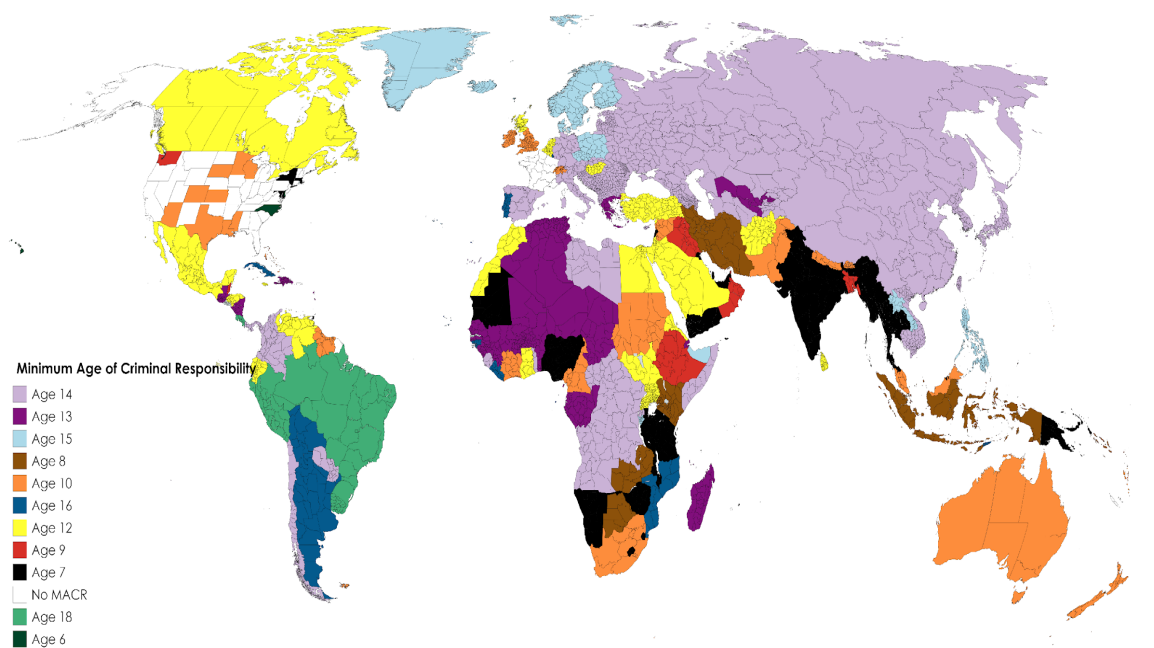 Minimum Age of Criminal Responsibility
Age 14
Age 13
Age 15
Age 8
Age 10
Age 16
Age 12
Age 9
Age 7
No MACR
Age 18
Age 6